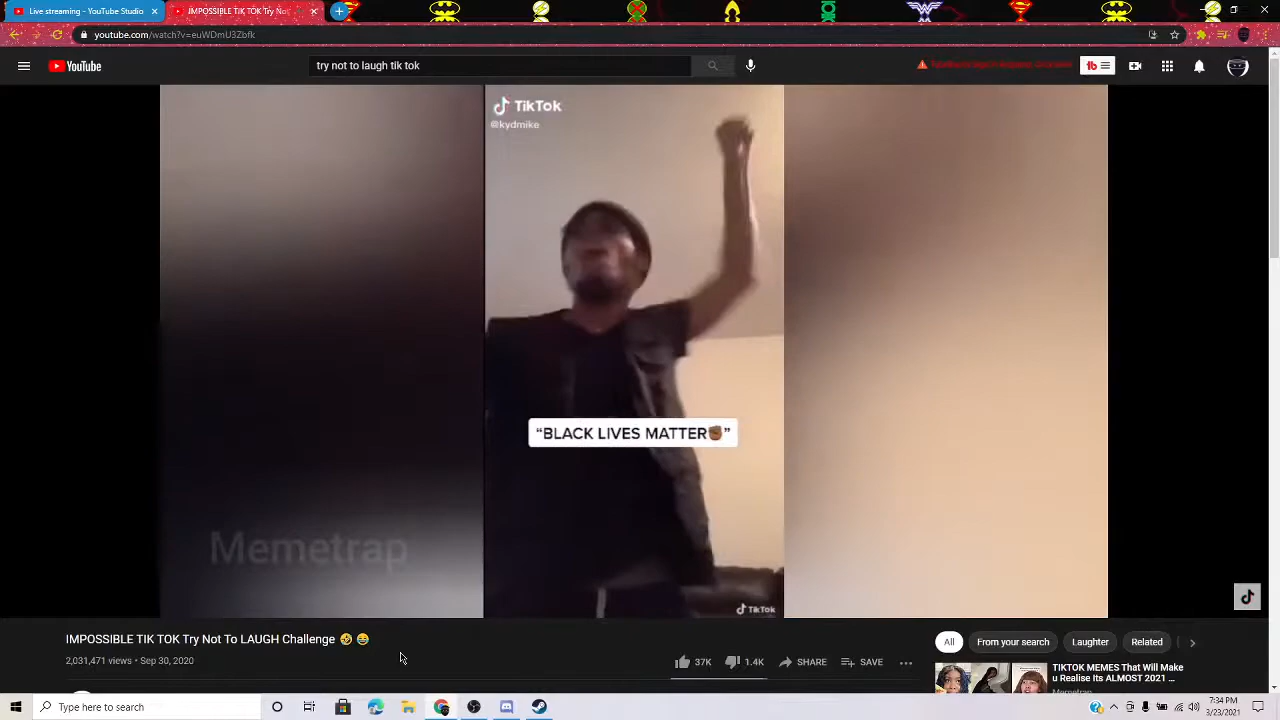 Live streaming - YouTube Studio
IMPOSSIBLE TIK TOK Try Not
youtube.com/watch?v=euWDmU3Zbfk
YouTube
try not to laugh tik tok
TikTok
@kydmike
“BLACK LIVES MATTER✊🏾”
Memetrap
TikTok
IMPOSSIBLE TIK TOK Try Not To LAUGH Challenge 🤣 😂
2,031,471 views • Sep 30, 2020
37K
1.4K
SHARE
SAVE
All
From your search
Laughter
Related
TIKTOK MEMES That Will Make
u Realise Its ALMOST 2021 ...
Memetrap
Type here to search
7:34 PM
3/23/2021